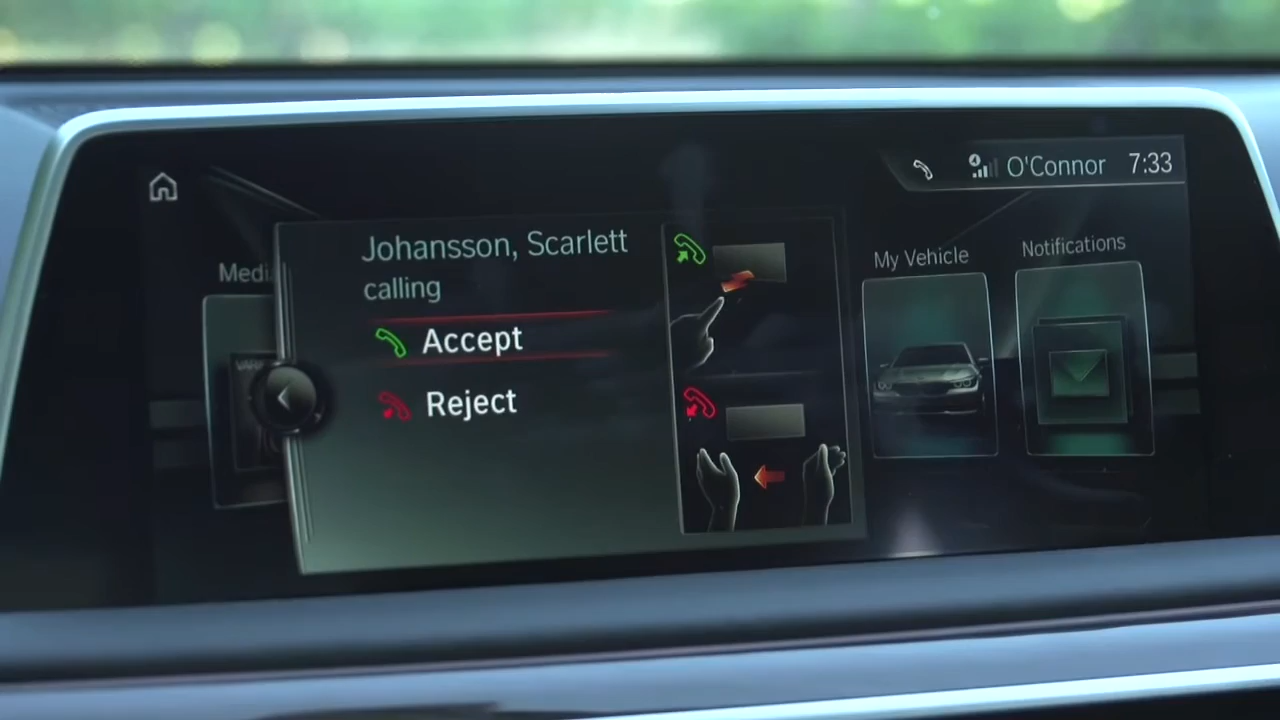 O'Connor 7:33
Johansson, Scarlett
calling
Accept
Reject
My Vehicle
Notifications